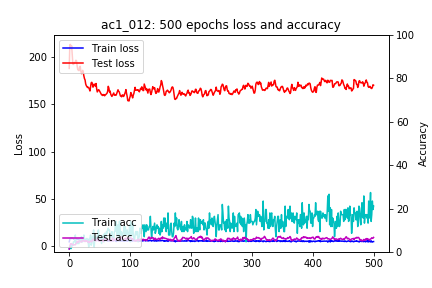 ac1_012: 500 epochs loss and accuracy
Train loss
Test loss
Train acc
Test acc
Loss
200
150
100
50
0
Accuracy
100
80
60
40
20
0
0 100 200 300 400 500